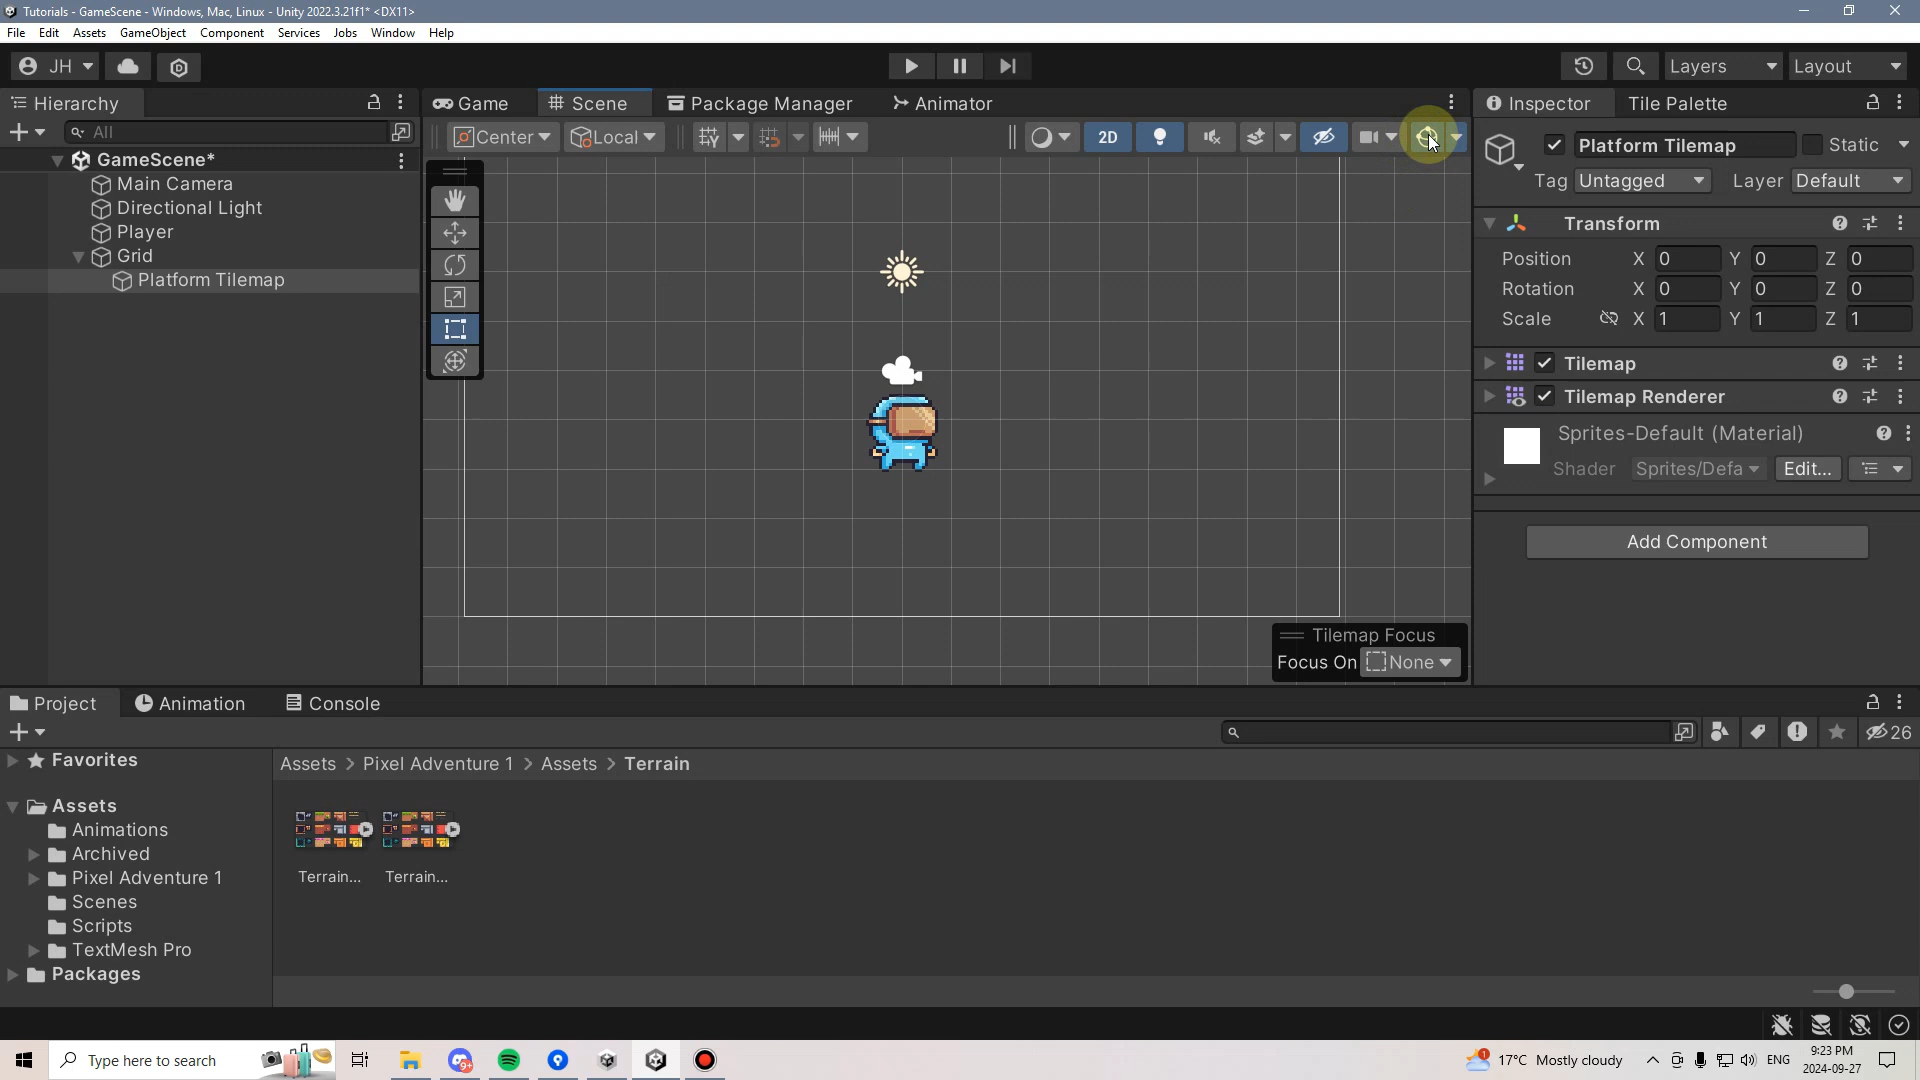 Tutorials - GameScene - Windows, Mac, Linux - Unity 2022.3.21f1* <DX11>
File Edit Assets GameObject Component Services Jobs Window Help
JH Layers Layout
Hierarchy Game Scene Package Manager Animator Inspector Tile Palette
All Center Local 2D
GameScene*
Main Camera
Directional Light
Player
Grid
Platform Tilemap
Tilemap Focus
Focus On None
Platform Tilemap Static
Tag Untagged Layer Default
Transform
Position X 0 Y 0 Z 0
Rotation X 0 Y 0 Z 0
Scale X 1 Y 1 Z 1
Tilemap
Tilemap Renderer
Sprites-Default (Material)
Shader Sprites/Defa Edit...
Add Component
Project Animation Console
26
Favorites
Assets
Animations
Archived
Pixel Adventure 1
Scenes
Scripts
TextMesh Pro
Packages
Assets > Pixel Adventure 1 > Assets > Terrain
Terrain... Terrain...
Type here to search
9+
1 17°C Mostly cloudy ENG 9:23 PM
2024-09-27